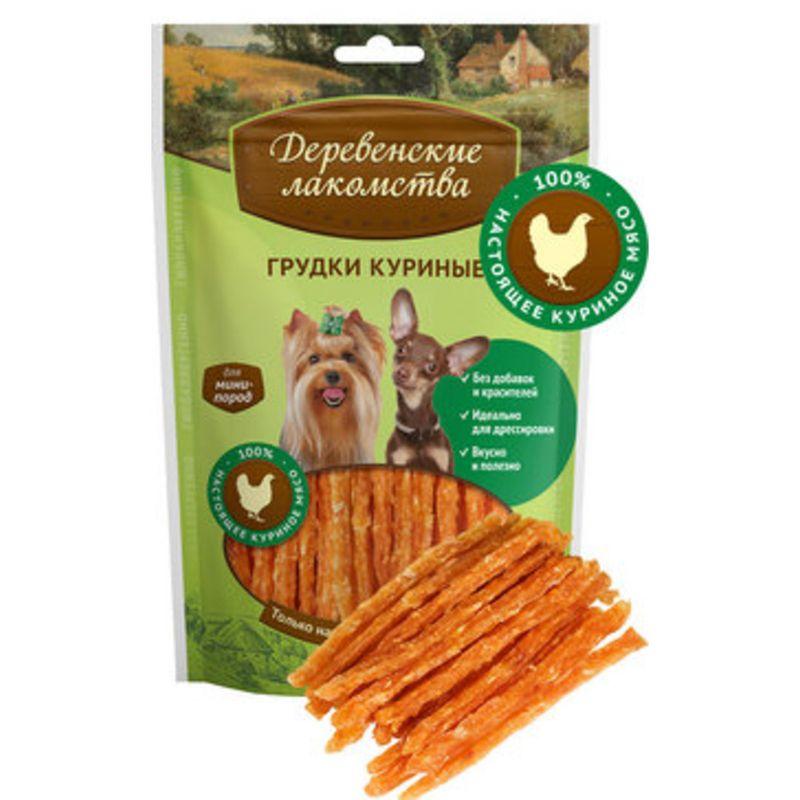 Деревенские
лакомства
ГРУДКИ КУРИНЫЕ
100%
НАСТОЯЩЕЕ КУРИНОЕ МЯСО
для
мини-
пород
Без добавок
и красителей
Идеально
для дрессировки
Вкусно
и полезно
100%
НАСТОЯЩЕЕ КУРИНОЕ МЯСО
Только